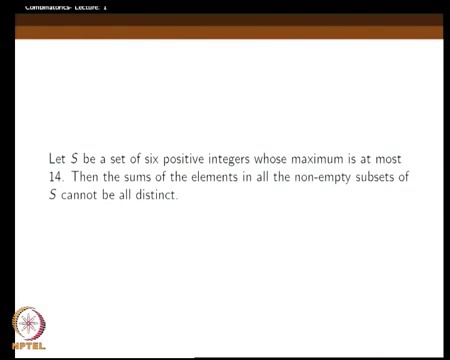 Combinatorics- Lecture: 1
Let S be a set of six positive integers whose maximum is at most
14. Then the sums of the elements in all the non-empty subsets of
S cannot be all distinct.
NPTEL